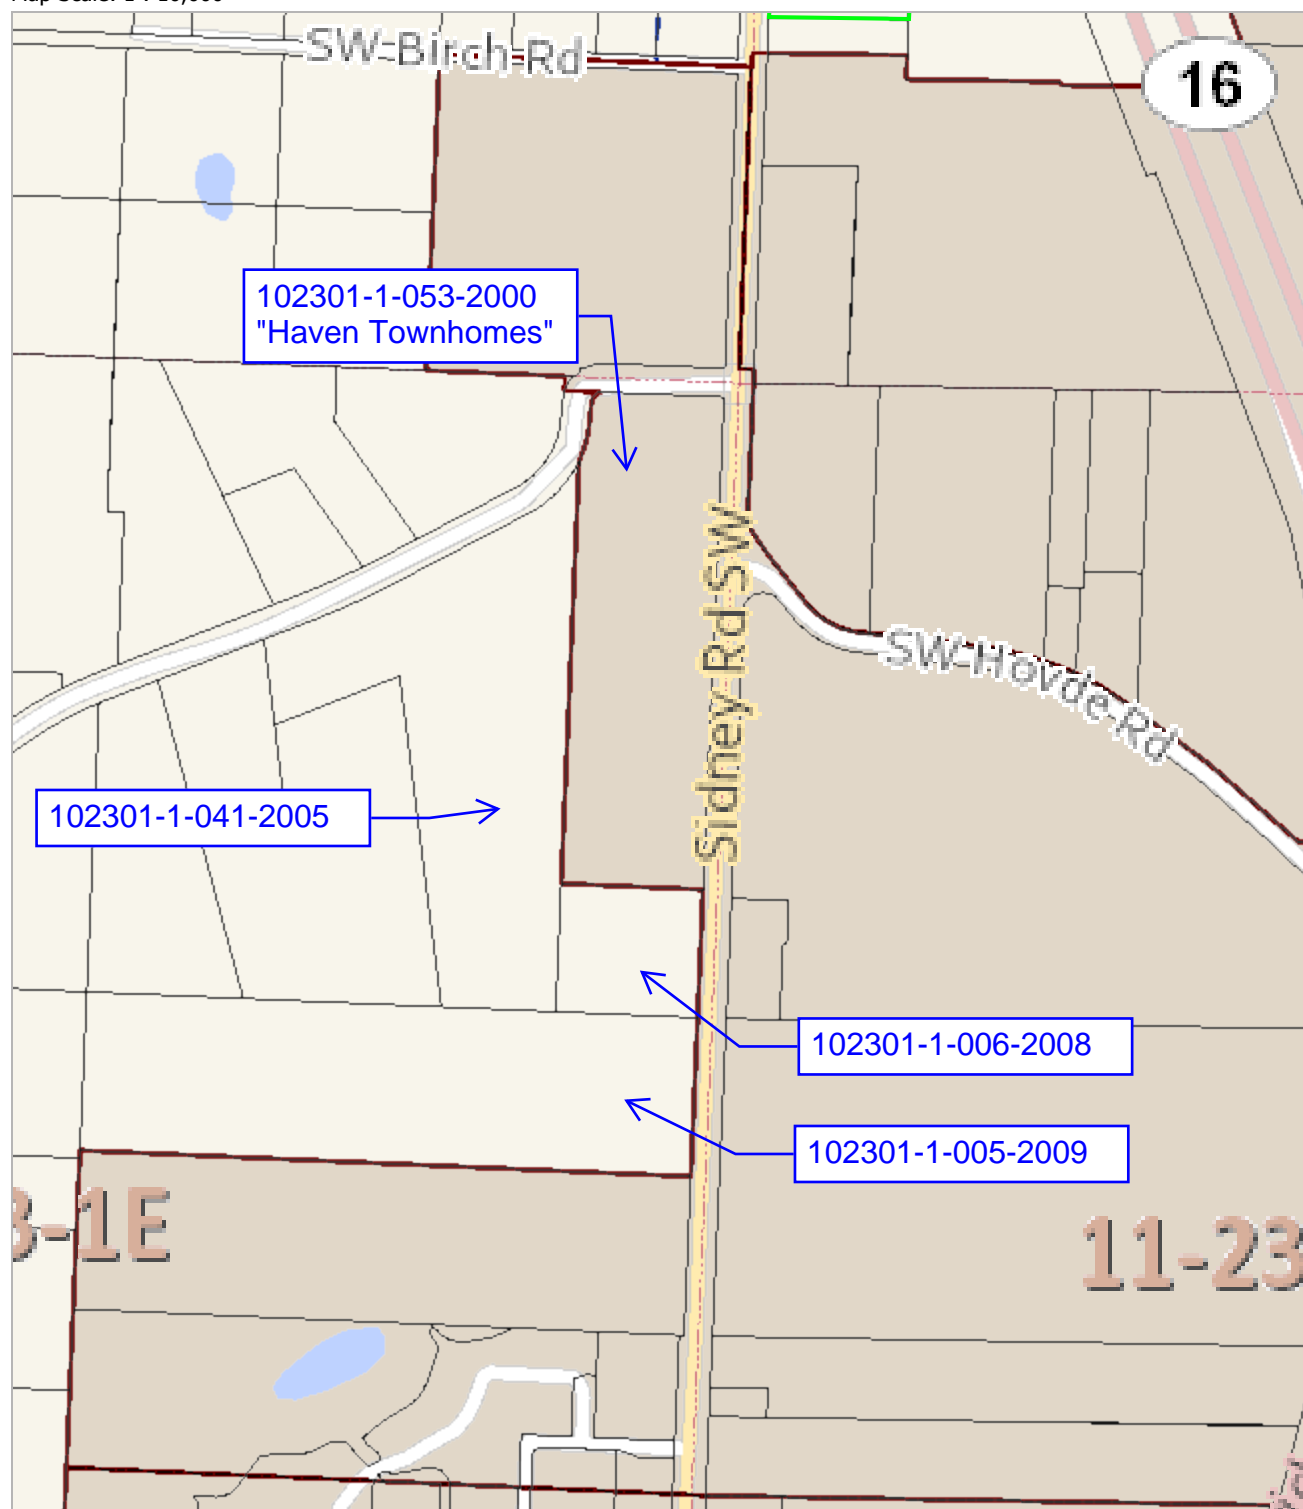 SW Birch Rd
16
102301-1-053-2000
"Haven Townhomes"
Sidney Rd SW
SW Hovde Rd
102301-1-041-2005
102301-1-006-2008
102301-1-005-2009
3-1E
11-23